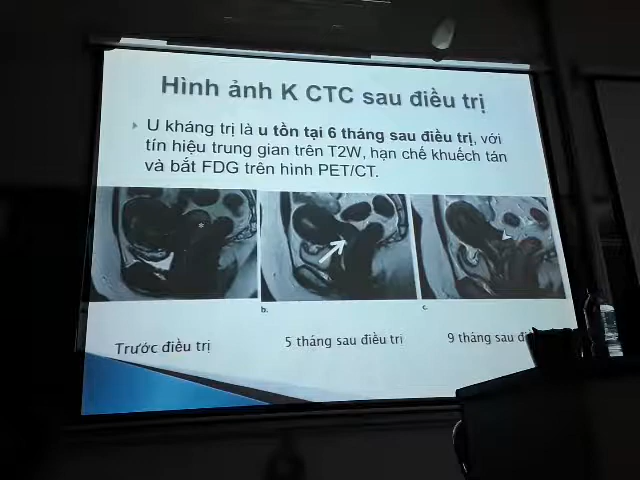 Hình ảnh K CTC sau điều trị
U kháng trị là u tồn tại 6 tháng sau điều trị, với
tín hiệu trung gian trên T2W, hạn chế khuếch tán
và bắt FDG trên hình PET/CT.
*
b.
c.
Trước điều trị
5 tháng sau điều trị
9 tháng sau